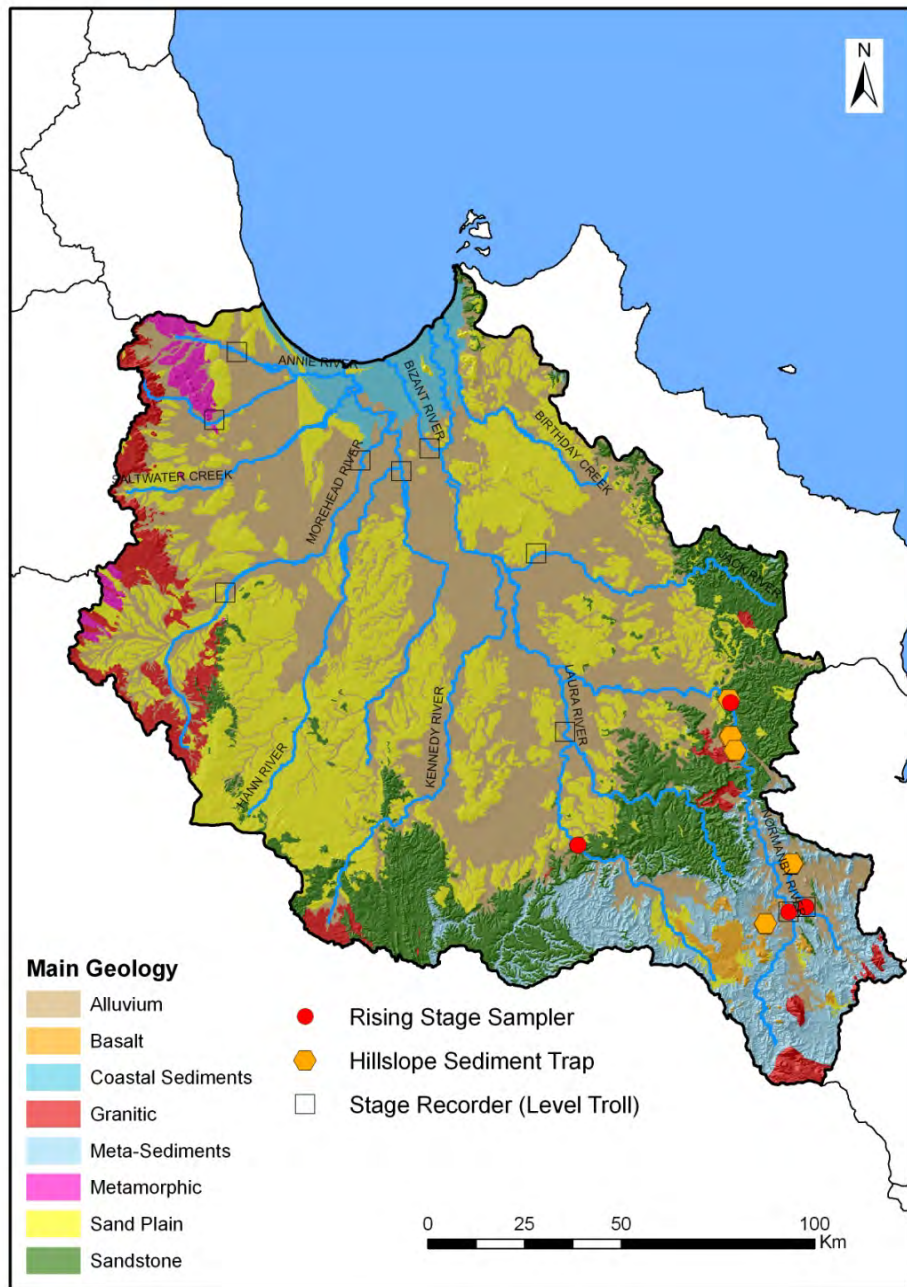 N
ANNIE RIVER
BIZANT RIVER
BIRTHDAY CREEK
SALTWATER CREEK
MOREHEAD RIVER
JACK RIVER
LAURA RIVER
KENNEDY RIVER
HANN RIVER
NORMANBY RIVER
Main Geology
Alluvium
Basalt
Coastal Sediments
Granitic
Meta-Sediments
Metamorphic
Sand Plain
Sandstone
Rising Stage Sampler
Hillslope Sediment Trap
Stage Recorder (Level Troll)
0 25 50 100
Km